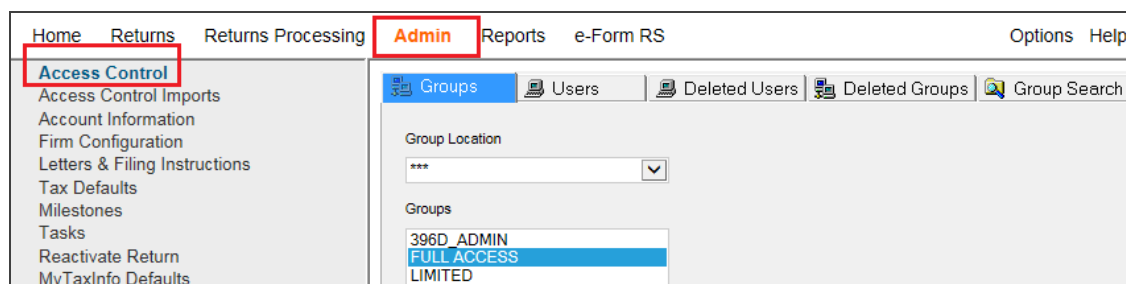 Home Returns Returns Processing Admin Reports e-Form RS Options Help
Access Control
Access Control Imports
Account Information
Firm Configuration
Letters & Filing Instructions
Tax Defaults
Milestones
Tasks
Reactivate Return
MyTaxInfo Defaults
Groups Users Deleted Users Deleted Groups Group Search
Group Location
***
Groups
396D_ADMIN
FULL ACCESS
LIMITED